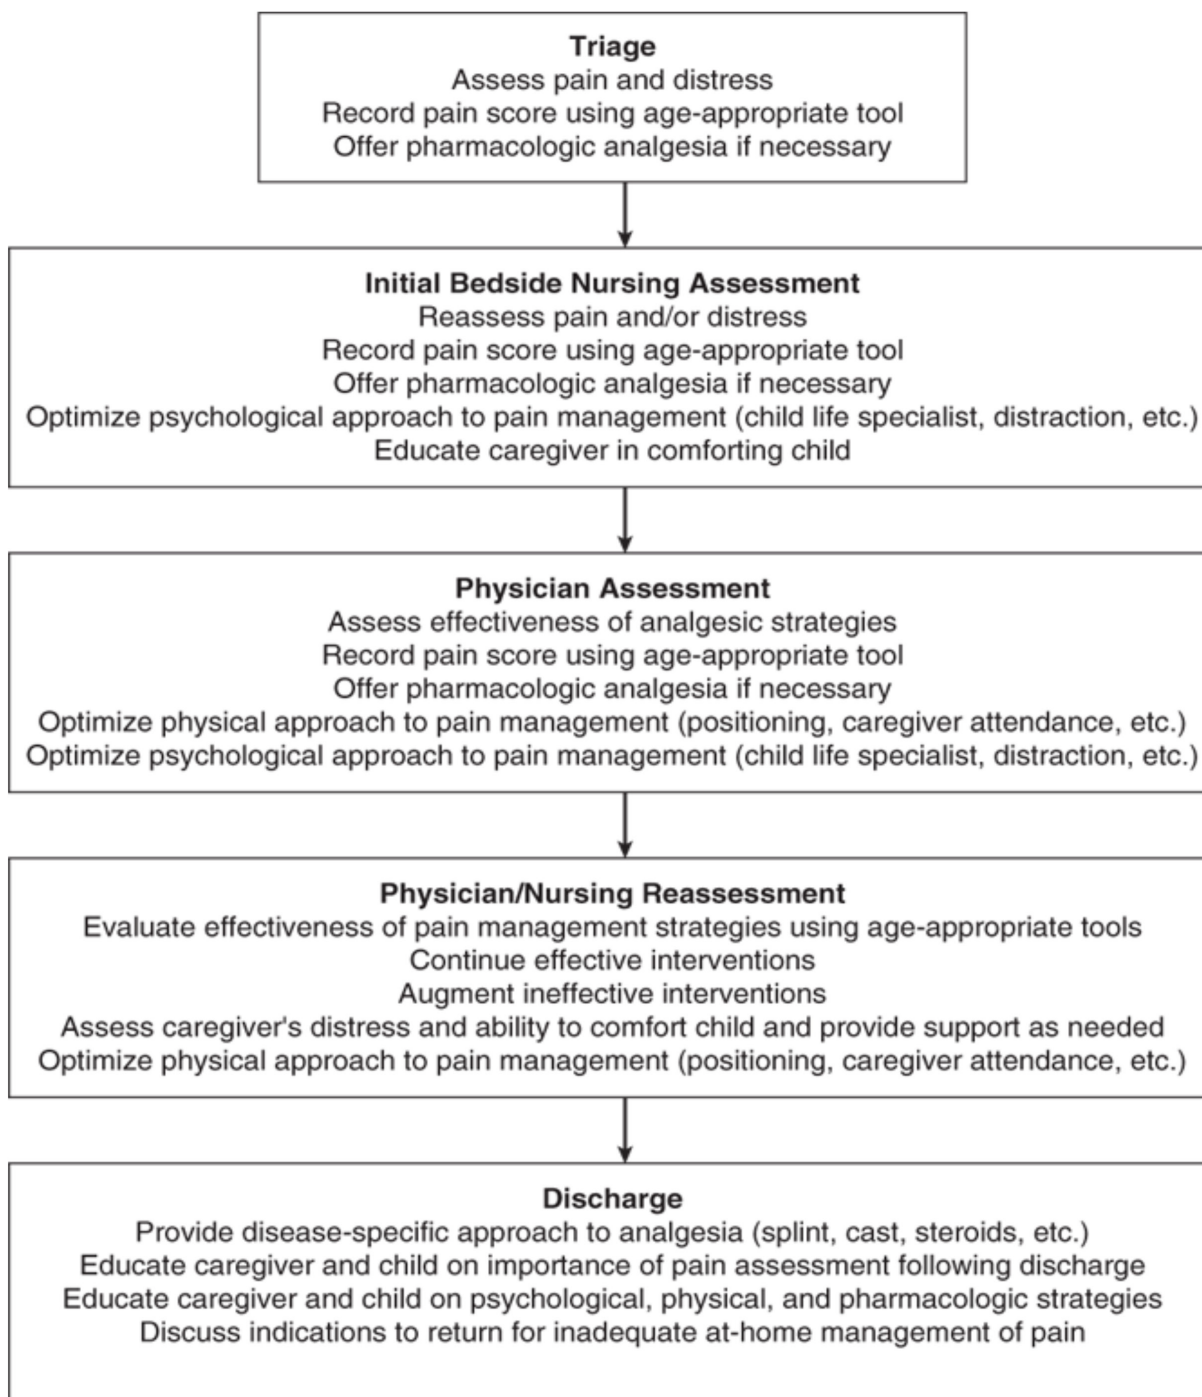 Triage
Assess pain and distress
Record pain score using age-appropriate tool
Offer pharmacologic analgesia if necessary
Initial Bedside Nursing Assessment
Reassess pain and/or distress
Record pain score using age-appropriate tool
Offer pharmacologic analgesia if necessary
Optimize psychological approach to pain management (child life specialist, distraction, etc.)
Educate caregiver in comforting child
Physician Assessment
Assess effectiveness of analgesic strategies
Record pain score using age-appropriate tool
Offer pharmacologic analgesia if necessary
Optimize physical approach to pain management (positioning, caregiver attendance, etc.)
Optimize psychological approach to pain management (child life specialist, distraction, etc.)
Physician/Nursing Reassessment
Evaluate effectiveness of pain management strategies using age-appropriate tools
Continue effective interventions
Augment ineffective interventions
Assess caregiver's distress and ability to comfort child and provide support as needed
Optimize physical approach to pain management (positioning, caregiver attendance, etc.)
Discharge
Provide disease-specific approach to analgesia (splint, cast, steroids, etc.)
Educate caregiver and child on importance of pain assessment following discharge
Educate caregiver and child on psychological, physical, and pharmacologic strategies
Discuss indications to return for inadequate at-home management of pain